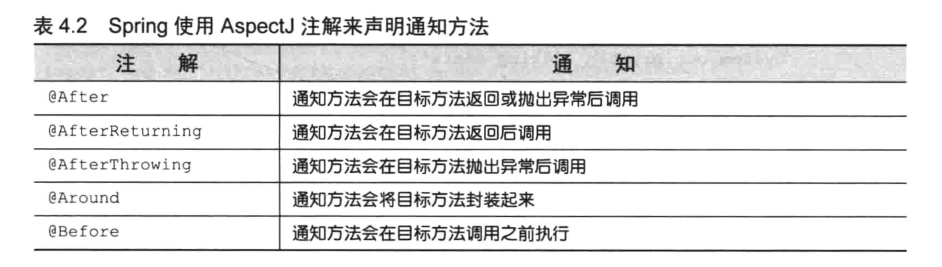 表 4.2 Spring 使用 AspectJ 注解来声明通知方法
注 解 通 知
@After 通知方法会在目标方法返回或抛出异常后调用
@AfterReturning 通知方法会在目标方法返回后调用
@AfterThrowing 通知方法会在目标方法抛出异常后调用
@Around 通知方法会将目标方法封装起来
@Before 通知方法会在目标方法调用之前执行